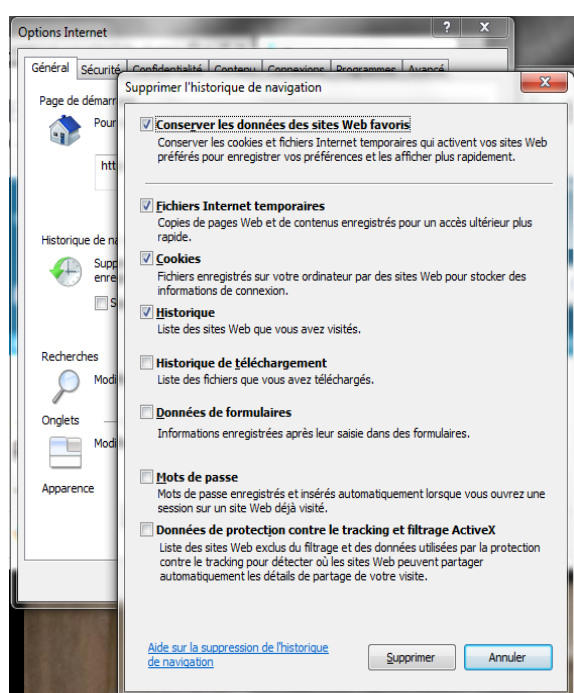 Options Internet
Général Sécurité Confidentialité Contenu Connexions Programmes Avancé
Supprimer l'historique de navigation
Page de démarr
Pour
htt
Historique de na
Supp
enre
S
Recherches
Modi
Onglets
Modi
Apparence
Conserver les données des sites Web favoris
Conserver les cookies et fichiers Internet temporaires qui activent vos sites Web
préférés pour enregistrer vos préférences et les afficher plus rapidement.
Fichiers Internet temporaires
Copies de pages Web et de contenus enregistrés pour un accès ultérieur plus
rapide.
Cookies
Fichiers enregistrés sur votre ordinateur par des sites Web pour stocker des
informations de connexion.
Historique
Liste des sites Web que vous avez visités.
Historique de téléchargement
Liste des fichiers que vous avez téléchargés.
Données de formulaires
Informations enregistrées après leur saisie dans des formulaires.
Mots de passe
Mots de passe enregistrés et insérés automatiquement lorsque vous ouvrez une
session sur un site Web déjà visité.
Données de protection contre le tracking et filtrage ActiveX
Liste des sites Web exclus du filtrage et des données utilisées par la protection
contre le tracking pour détecter où les sites Web peuvent partager
automatiquement les détails de partage de votre visite.
Aide sur la suppression de l'historique
de navigation
Supprimer Annuler